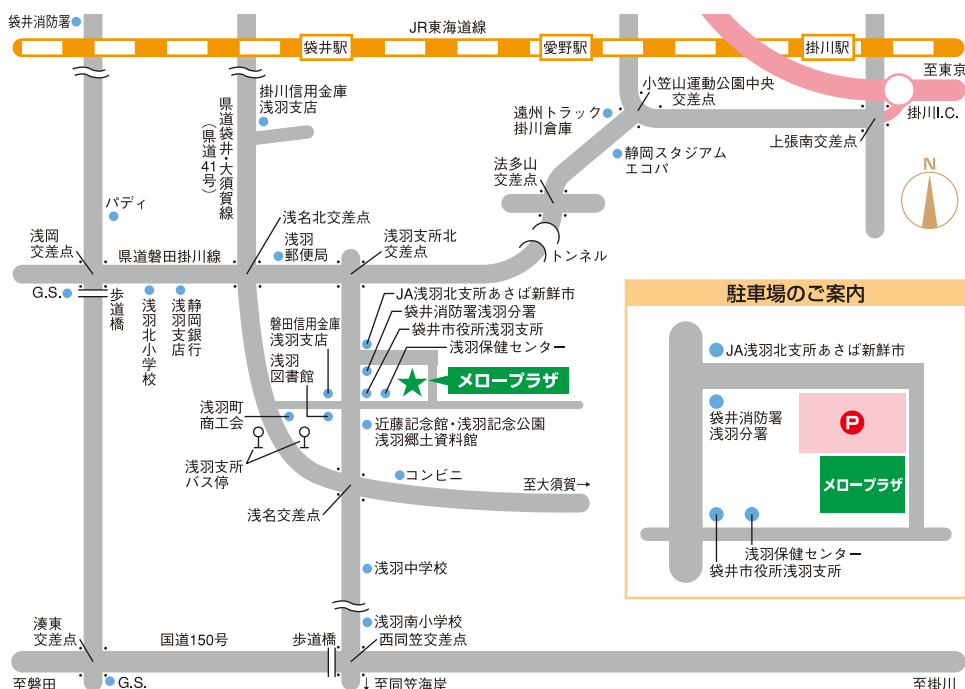 袋井消防署
JR東海道線
袋井駅
愛野駅
掛川駅
至東京
掛川I.C.
小笠山運動公園中央
交差点
掛川信用金庫
浅羽支店
遠州トラック
掛川倉庫
上張南交差点
静岡スタジアム
エコパ
法多山
交差点
N
県道袋井・大須賀線
(県道41号)
パディ
浅岡
交差点
県道磐田掛川線
浅名北交差点
浅羽
郵便局
浅羽支所北
交差点
トンネル
G.S.
歩道橋
浅羽北小学校
静岡銀行
浅羽支店
JA浅羽北支所あさば新鮮市
袋井消防署浅羽分署
袋井市役所浅羽支所
浅羽保健センター
磐田信用金庫
浅羽支店
浅羽
図書館
メロープラザ
浅羽町
商工会
近藤記念館・浅羽記念公園
浅羽郷土資料館
浅羽支所
バス停
コンビニ
至大須賀→
浅名交差点
浅羽中学校
浅羽南小学校
湊東
交差点
国道150号
歩道橋
西同笠交差点
至磐田
G.S.
↓至同笠海岸
至掛川
駐車場のご案内
JA浅羽北支所あさば新鮮市
袋井消防署
浅羽分署
P
メロープラザ
浅羽保健センター
袋井市役所浅羽支所